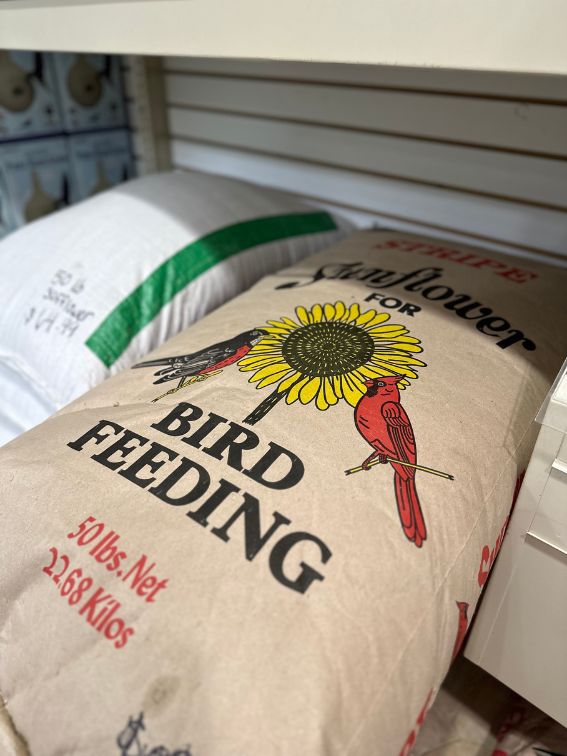 STRIPE
Sunflower
FOR
BIRD
FEEDING
50 lbs. Net
22.68 Kilos
50 lb
$